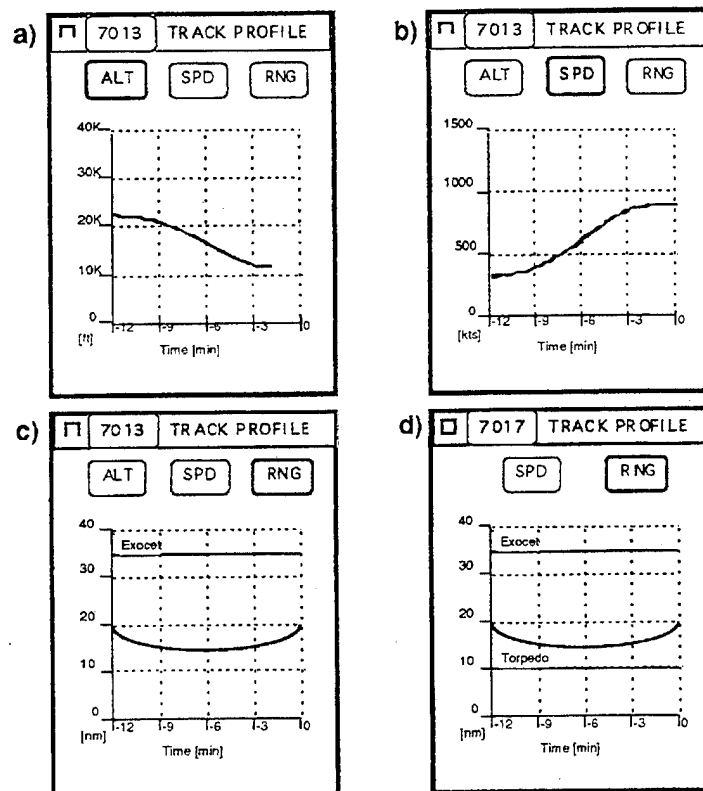 a) 7013 TRACK PROFILE
ALT SPD RNG
40K
30K
20K
10K
0
[ft]
-12 -9 -6 -3 0
Time [min]
b) 7013 TRACK PROFILE
ALT SPD RNG
1500
1000
500
0
[kts]
-12 -9 -6 -3 0
Time [min]
c) 7013 TRACK PROFILE
ALT SPD RNG
40
Exocet
30
20
10
0
[nm]
-12 -9 -6 -3 0
Time [min]
d) 7017 TRACK PROFILE
SPD RNG
40
Exocet
30
20
Torpedo
10
0
[nm]
-12 -9 -6 -3 0
Time [min]